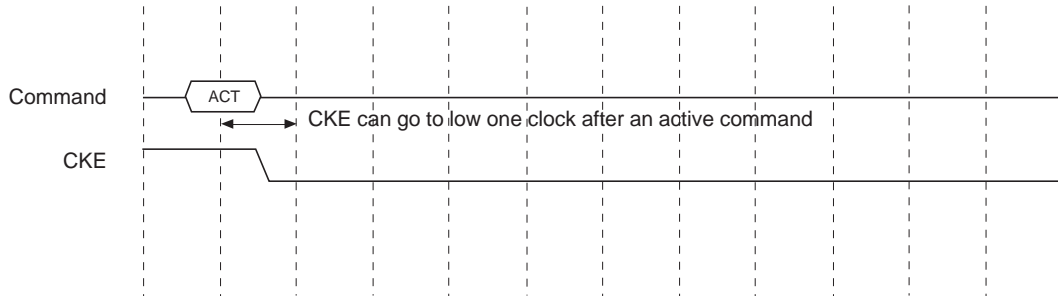 Command
ACT
CKE can go to low one clock after an active command
CKE